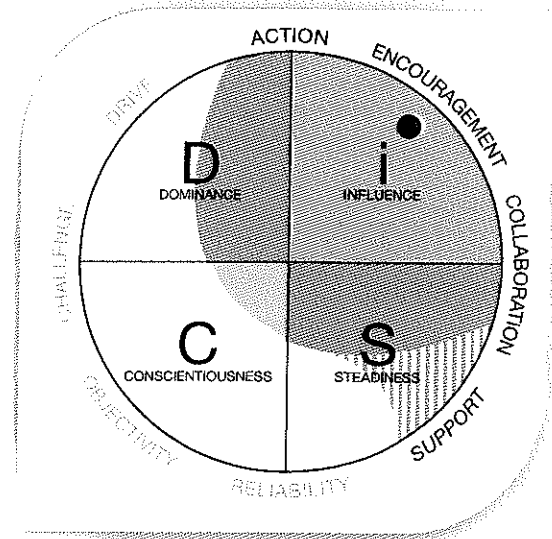 ACTION
ENCOURAGEMENT
DRIVE
D
DOMINANCE
i
INFLUENCE
CHALLENGE
COLLABORATION
C
CONSCIENTIOUSNESS
S
STEADINESS
OBJECTIVITY
SUPPORT
RELIABILITY